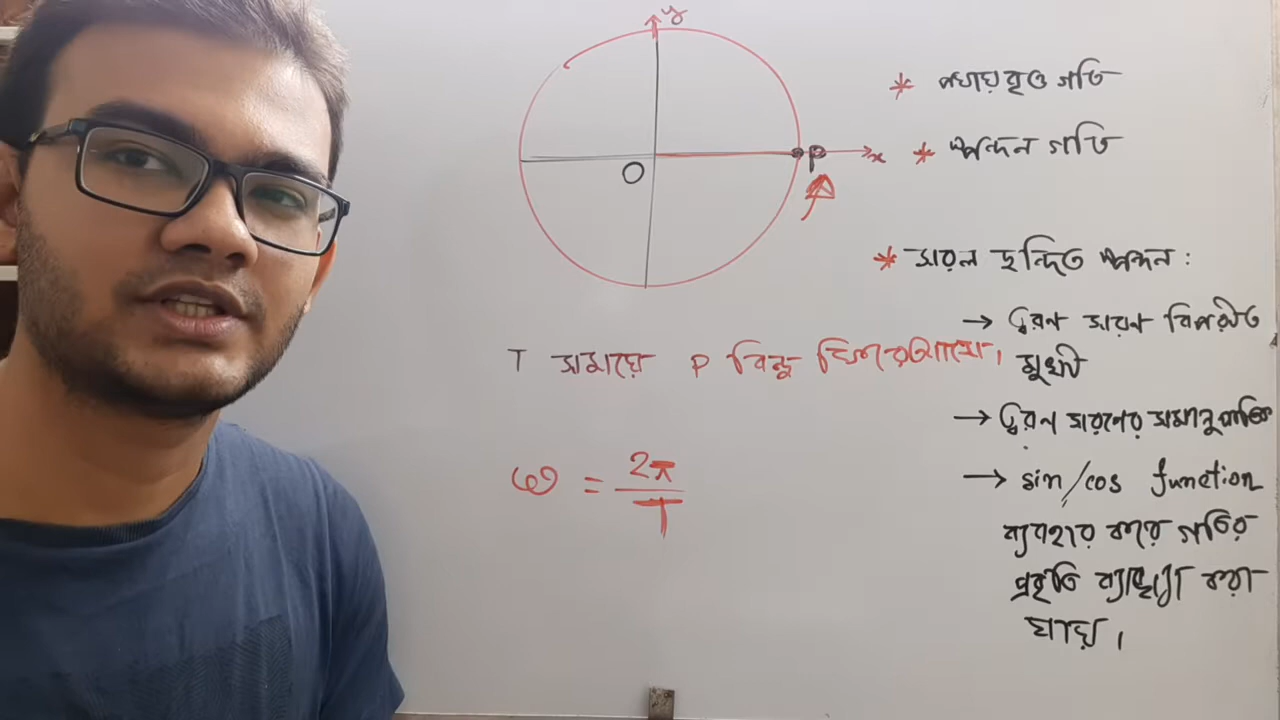 y
* পর্যায়বৃত্ত গতি
O P x
* স্পন্দন গতি
* সরল ছন্দিত স্পন্দন :
→ ত্বরণ সরণ বিপরীত
মুখী
T সময়ে P বিন্দু ফিরে আসে।
→ ত্বরণ সরণের সমানুপাতিক
ω = 2π/T
→ sin/cos function
ব্যবহার করে গতির
প্রকৃতি ব্যাখ্যা করা
যায়।